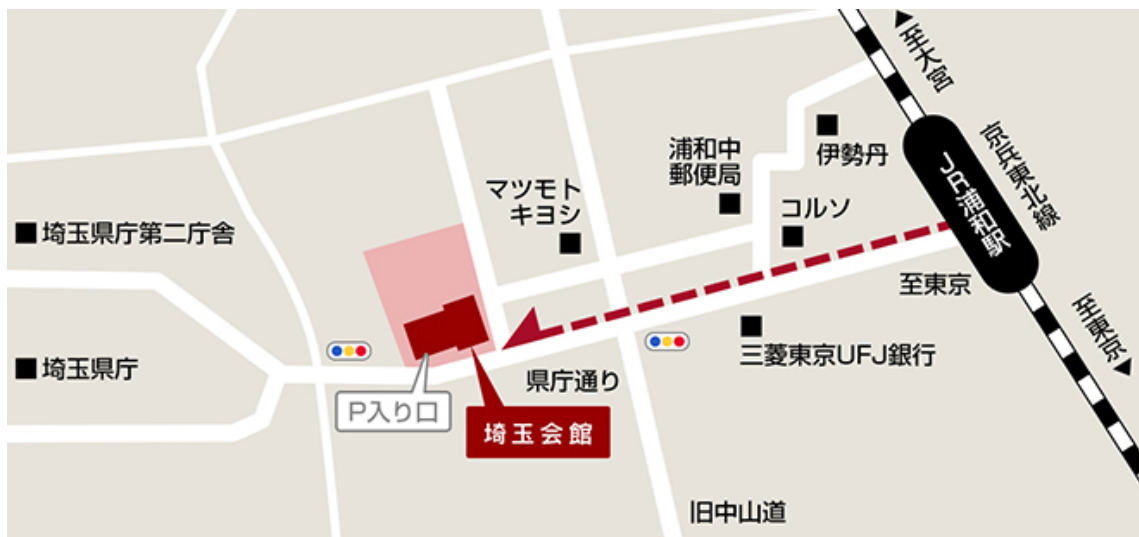 ▲至大宮
京兵東北線
JR浦和駅
伊勢丹
浦和中
郵便局
コルソ
マツモト
キヨシ
埼玉県庁第二庁舎
至東京
至東京▼
三菱東京UFJ銀行
埼玉県庁
県庁通り
P入り口
埼玉会館
旧中山道